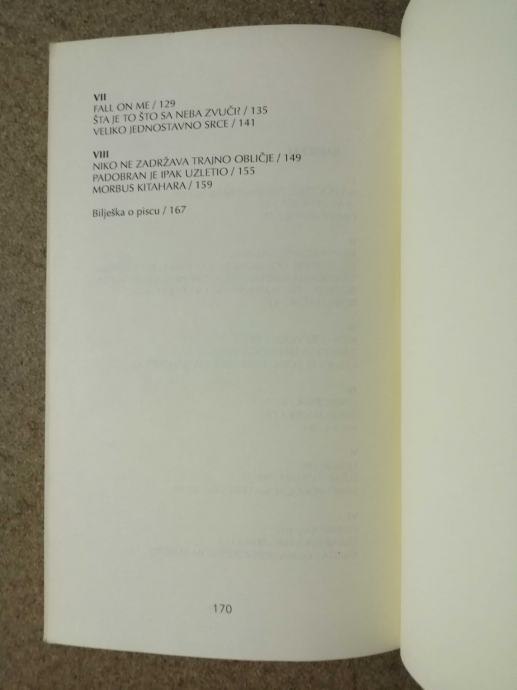 VII
FALL ON ME / 129
ŠTA JE TO ŠTO SA NEBA ZVUČI? / 135
VELIKO JEDNOSTAVNO SRCE / 141
VIII
NIKO NE ZADRŽAVA TRAJNO OBLIČJE / 149
PADOBRAN JE IPAK UZLETIO / 155
MORBUS KITAHARA / 159
Bilješka o piscu / 167
170